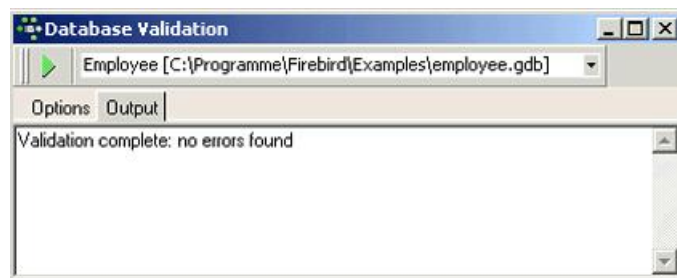 Database Validation
Employee [C:\Programme\Firebird\Examples\employee.gdb]
Options Output
Validation complete: no errors found